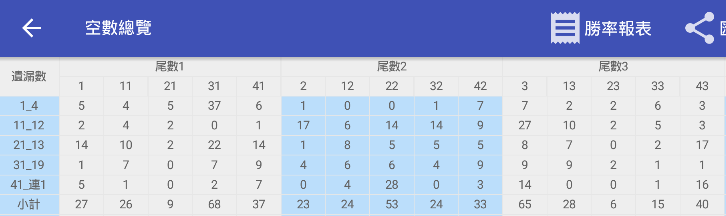 空數總覽 勝率報表
遺漏數 尾數1 尾數2 尾數3
1 11 21 31 41 2 12 22 32 42 3 13 23 33 43
1_4 5 4 5 37 6 1 0 0 1 7 7 2 2 6 3
11_12 2 4 2 0 1 17 6 14 14 9 27 10 2 5 3
21_13 14 10 2 22 14 1 8 5 5 5 8 7 0 2 17
31_19 1 7 0 7 9 4 6 6 4 9 9 9 2 1 1
41_連1 5 1 0 2 7 0 4 28 0 3 14 0 0 1 16
小計 27 26 9 68 37 23 24 53 24 33 65 28 6 15 40